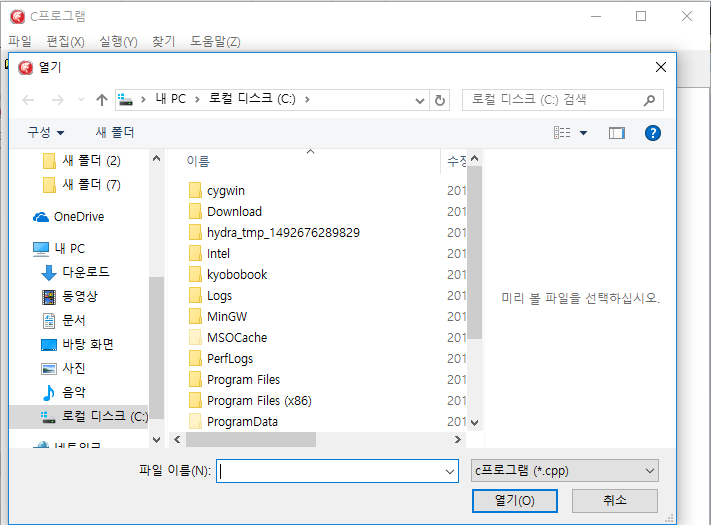 C프로그램
파일 편집(X) 실행(Y) 찾기 도움말(Z)
열기
내 PC 로컬 디스크 (C:) 로컬 디스크 (C:) 검색
구성 새 폴더
이름 수정
새 폴더 (2)
새 폴더 (7)
OneDrive
내 PC
다운로드
동영상
문서
바탕 화면
사진
음악
로컬 디스크 (C:)
네트워크
cygwin 201
Download 201
hydra_tmp_1492676289829 201
Intel 201
kyobobook 201
Logs 201
MinGW 201
MSOCache 201
PerfLogs 201
Program Files 201
Program Files (x86) 201
ProgramData 201
미리 볼 파일을 선택하십시오.
파일 이름(N): c프로그램 (*.cpp)
열기(O) 취소